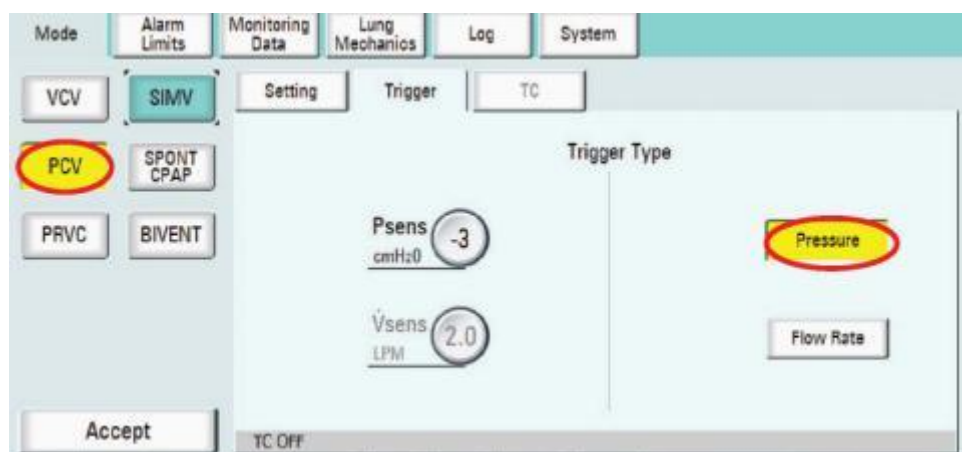 Mode
Alarm
Limits
Monitoring
Data
Lung
Mechanics
Log
System
VCV
SIMV
PCV
SPONT
CPAP
PRVC
BIVENT
Accept
Setting
Trigger
TC
Trigger Type
Psens
cmH20
-3
V̇sens
LPM
2.0
Pressure
Flow Rate
TC OFF